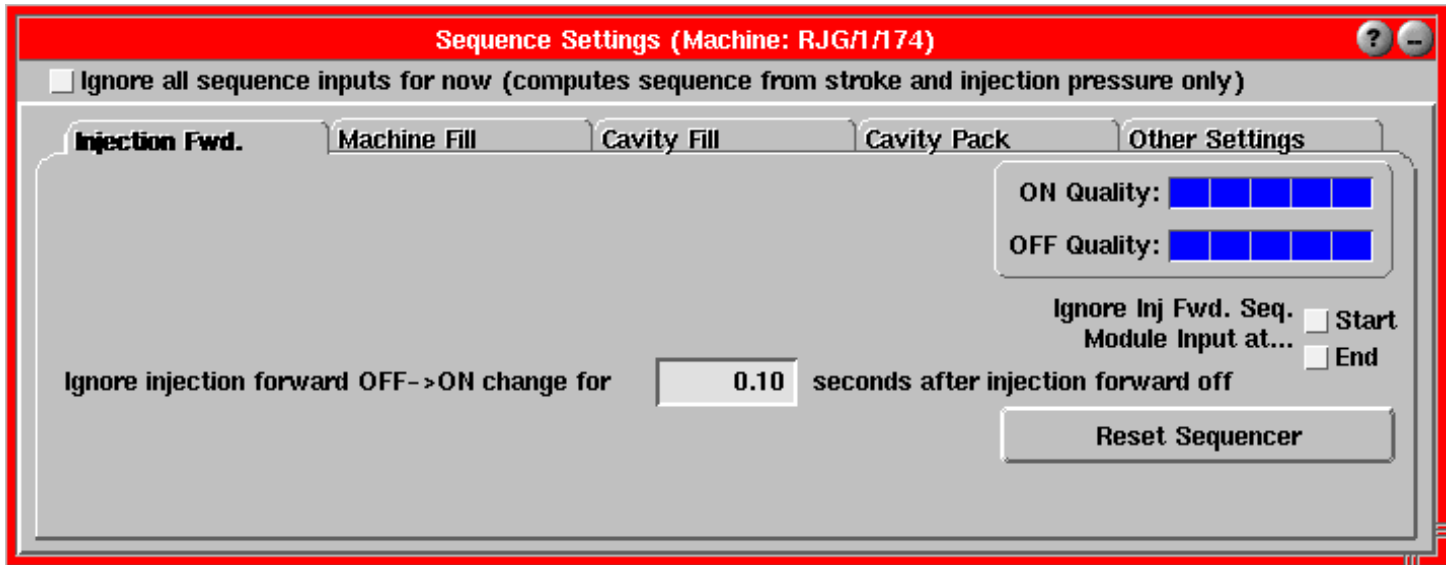 Sequence Settings (Machine: RJG/1/174)
?
Ignore all sequence inputs for now (computes sequence from stroke and injection pressure only)
Injection Fwd. Machine Fill Cavity Fill Cavity Pack Other Settings
ON Quality:
OFF Quality:
Ignore Inj Fwd. Seq. Module Input at...
Start
End
Ignore injection forward OFF->ON change for 0.10 seconds after injection forward off
Reset Sequencer